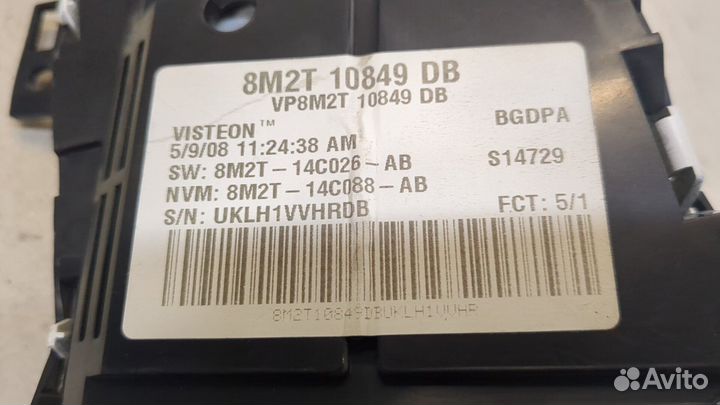 8M2T 10849 DB
VP8M2T 10849 DB
VISTEON™
BGDPA
5/9/08 11:24:38 AM
SW: 8M2T-14C026-AB
S14729
NVM: 8M2T-14C088-AB
S/N: UKLH1VVHRDB
FCT: 5/1
8M2T10849DBUKLH1VVHR
Avito